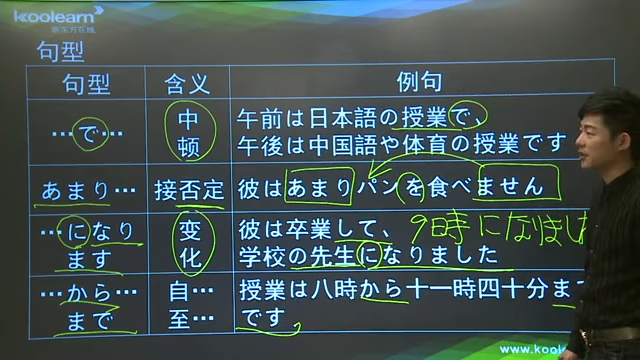 koolearn
新东方在线
句型
句型 含义 例句
…で… 中顿 午前は日本語の授業で、
午後は中国語や体育の授業です
あまり… 接否定 彼はあまりパンを食べません
…になります 变化 彼は卒業して、 9時になりました
学校の先生になりました
…から…まで 自…至… 授業は八時から十一時四十分まで
です。
www.koole